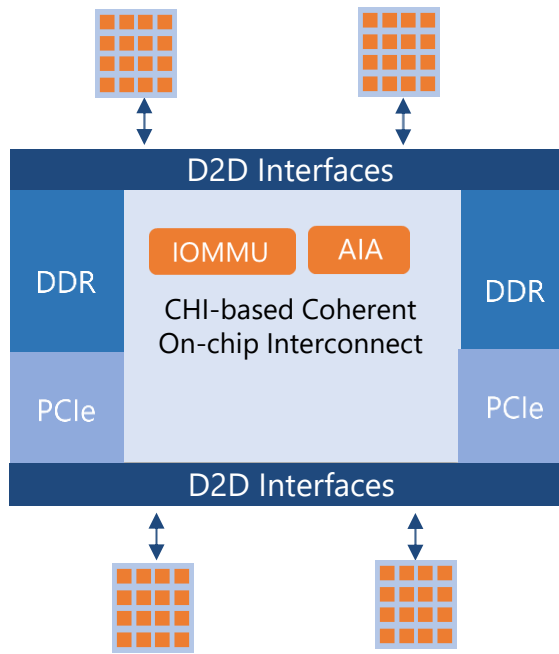 D2D Interfaces
DDR
IOMMU
AIA
DDR
CHI-based Coherent
On-chip Interconnect
PCIe
PCIe
D2D Interfaces